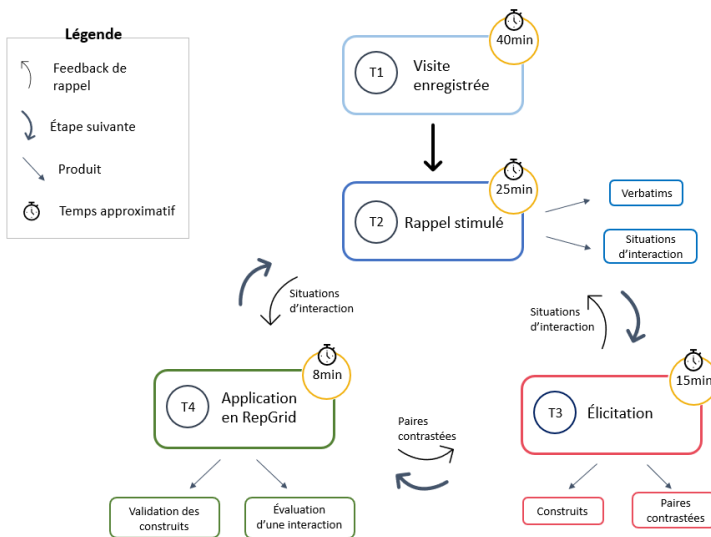 Légende
Feedback de
rappel
Étape suivante
Produit
Temps approximatif
40min
T1
Visite
enregistrée
25min
T2
Rappel stimulé
Verbatims
Situations
d'interaction
Situations
d'interaction
Situations
d'interaction
8min
T4
Application
en RepGrid
15min
T3
Élicitation
Paires
contrastées
Validation des
construits
Évaluation
d'une interaction
Construits
Paires
contrastées